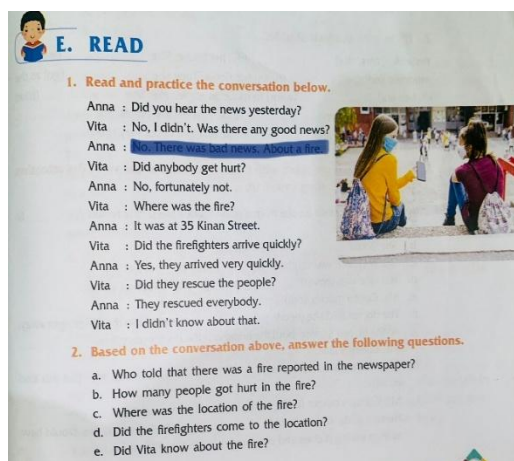 E. READ
1. Read and practice the conversation below.
Anna : Did you hear the news yesterday?
Vita : No, I didn't. Was there any good news?
Anna : No. There was bad news. About a fire.
Vita : Did anybody get hurt?
Anna : No, fortunately not.
Vita : Where was the fire?
Anna : It was at 35 Kinan Street.
Vita : Did the firefighters arrive quickly?
Anna : Yes, they arrived very quickly.
Vita : Did they rescue the people?
Anna : They rescued everybody.
Vita : I didn't know about that.
2. Based on the conversation above, answer the following questions.
a. Who told that there was a fire reported in the newspaper?
b. How many people got hurt in the fire?
c. Where was the location of the fire?
d. Did the firefighters come to the location?
e. Did Vita know about the fire?